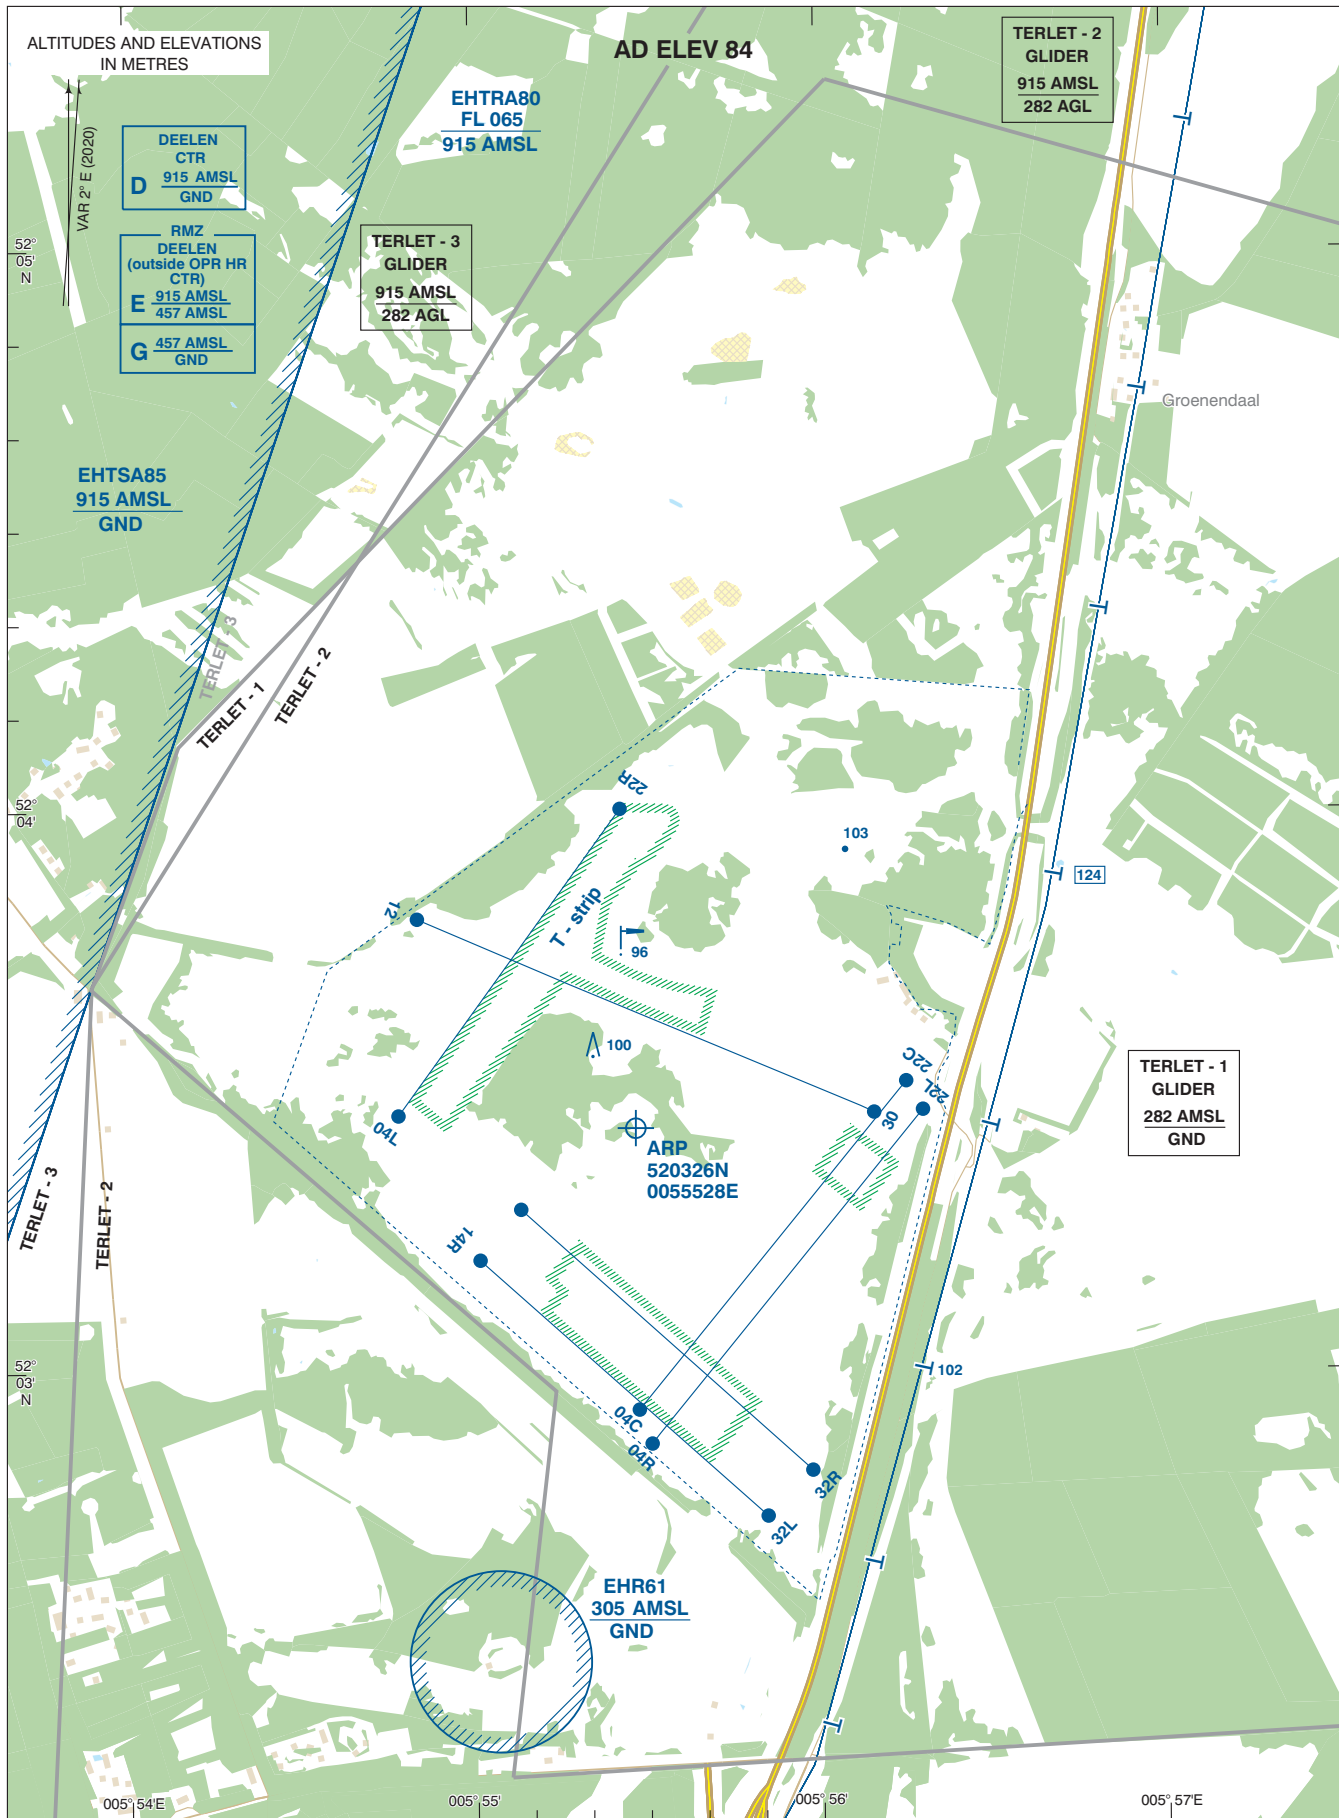 ALTITUDES AND ELEVATIONS
IN METRES
AD ELEV 84
TERLET - 2
GLIDER
915 AMSL
282 AGL
VAR 2° E (2020)
EHTRA80
FL 065
915 AMSL
DEELEN
CTR
D 915 AMSL
GND
RMZ
DEELEN
(outside OPR HR
CTR)
E 915 AMSL
457 AMSL
G 457 AMSL
GND
TERLET - 3
GLIDER
915 AMSL
282 AGL
52°
05'
N
Groenendaal
EHTSA85
915 AMSL
GND
TERLET - 3
TERLET - 1
TERLET - 2
22R
52°
04'
103
124
12
T - strip
96
100
22C
22L
30
04L
ARP
520326N
0055528E
TERLET - 1
GLIDER
282 AMSL
GND
TERLET - 3
TERLET - 2
14R
52°
03'
N
102
04C
04R
32R
32L
EHR61
305 AMSL
GND
005° 54'E
005° 55'
005° 56'
005° 57'E